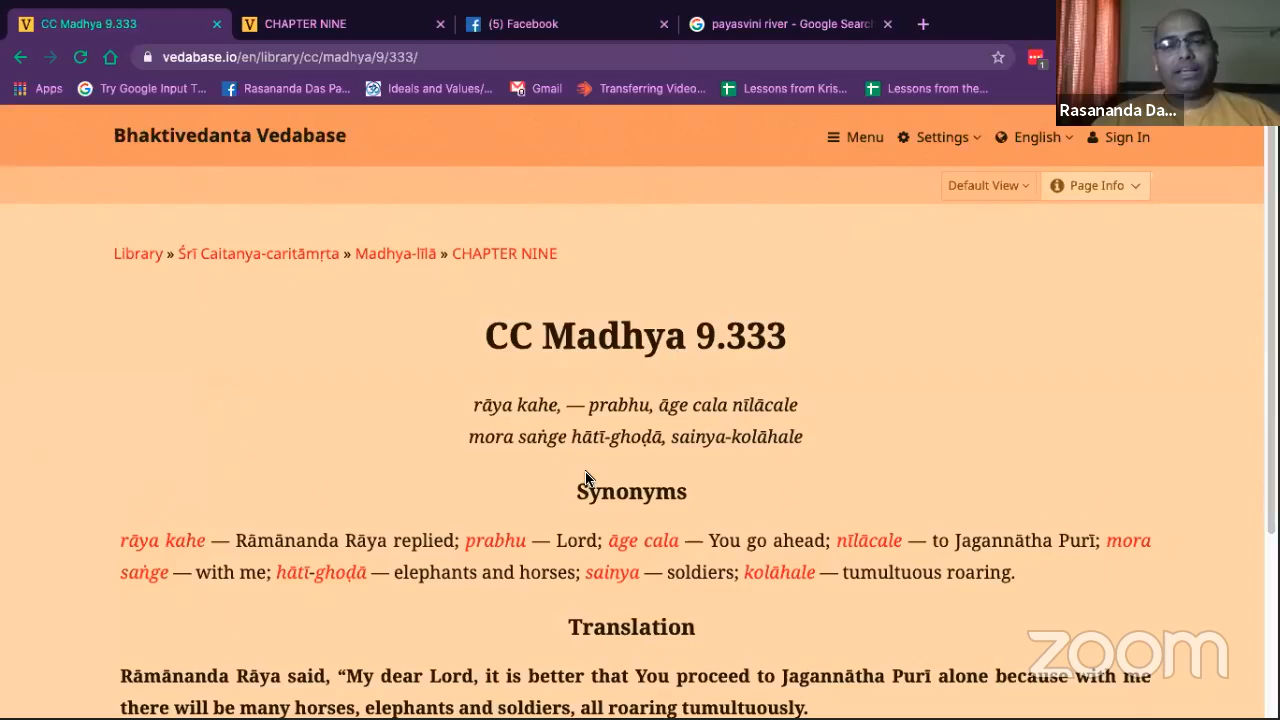 CC Madhya 9.333
CHAPTER NINE
(5) Facebook
payasvini river - Google Search
vedabase.io/en/library/cc/madhya/9/333/
1
Apps
Try Google Input T...
Rasananda Das Pa...
Ideals and Values/...
Gmail
Transferring Video...
Lessons from Kris...
Lessons from the...
Rasananda Da...
Bhaktivedanta Vedabase
Menu
Settings
English
Sign In
Default View
Page Info
Library » Śrī Caitanya-caritāmṛta » Madhya-līlā » CHAPTER NINE
CC Madhya 9.333
rāya kahe, — prabhu, āge cala nīlācale
mora saṅge hātī-ghoḍā, sainya-kolāhale
Synonyms
rāya kahe — Rāmānanda Rāya replied; prabhu — Lord; āge cala — You go ahead; nīlācale — to Jagannātha Purī; mora
saṅge — with me; hātī-ghoḍā — elephants and horses; sainya — soldiers; kolāhale — tumultuous roaring.
Translation
Rāmānanda Rāya said, “My dear Lord, it is better that You proceed to Jagannātha Purī alone because with me
there will be many horses, elephants and soldiers, all roaring tumultuously.
zoom